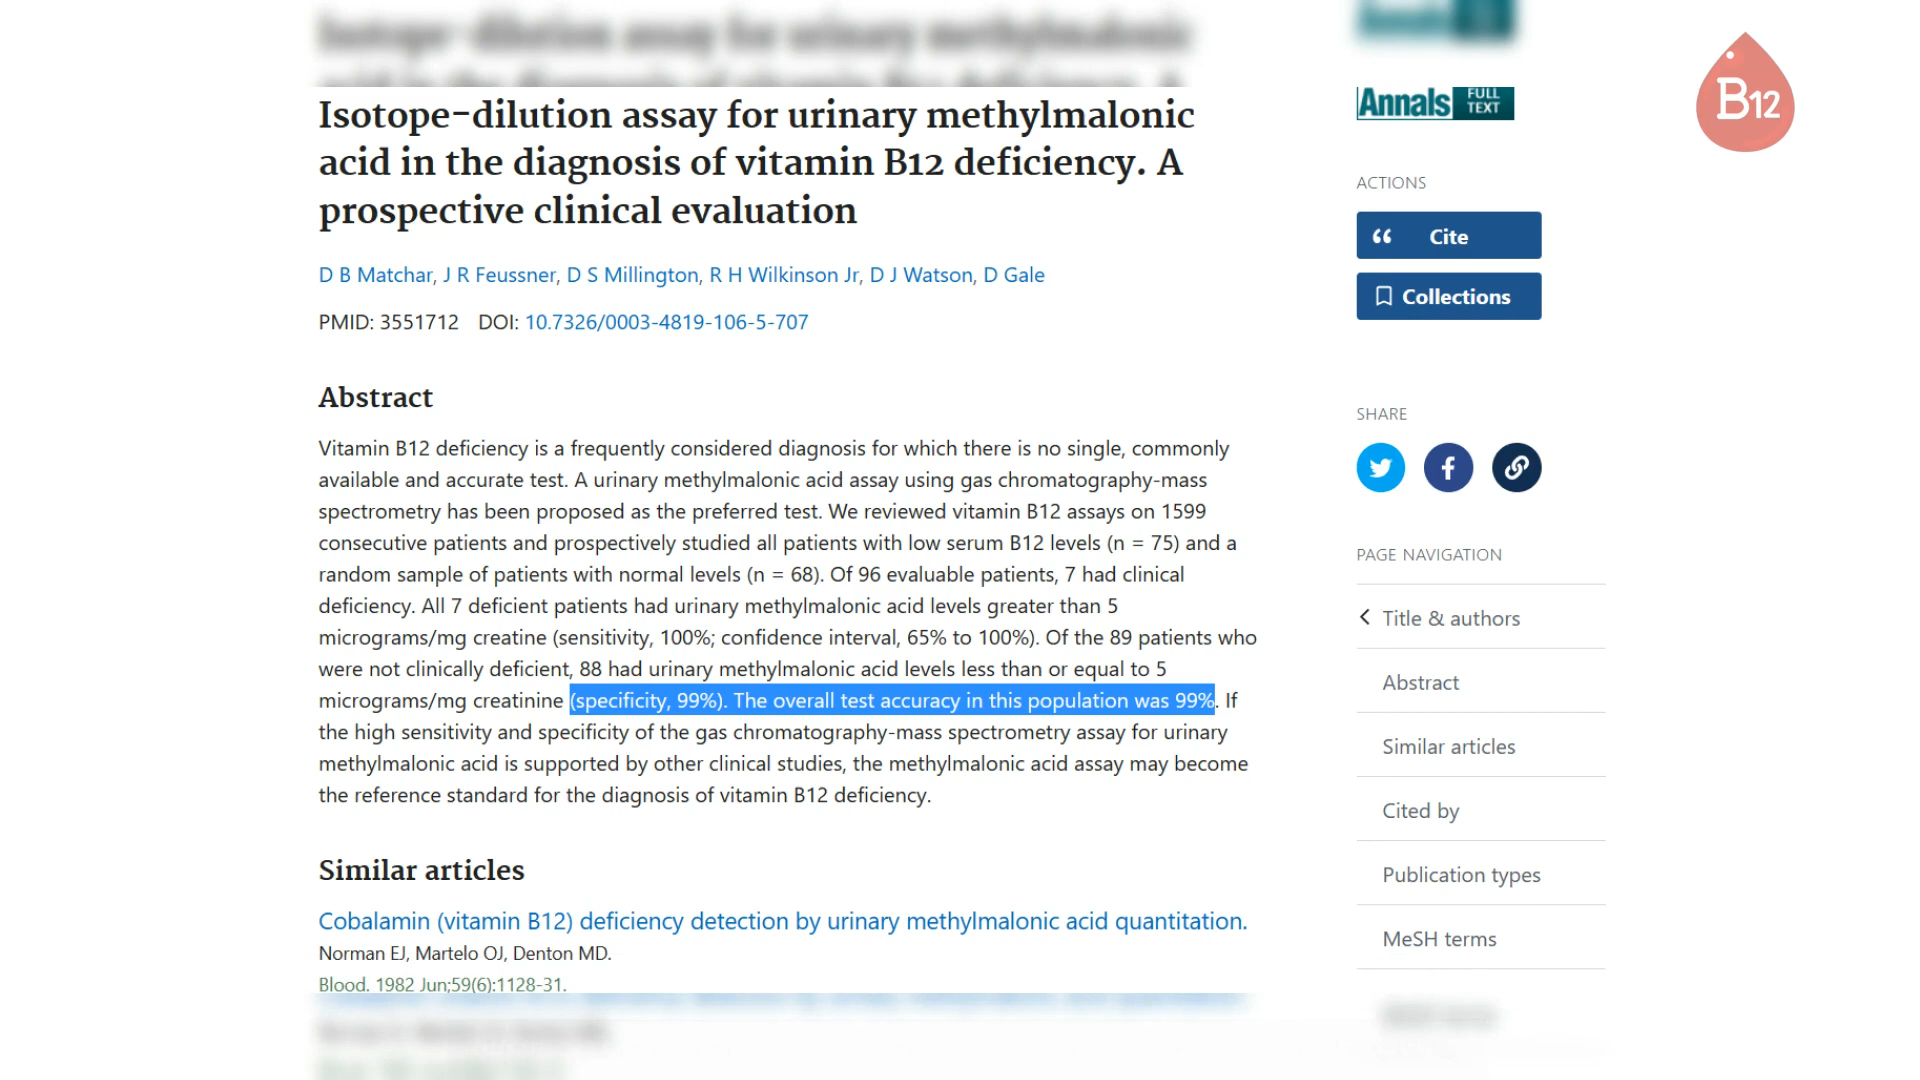 Isotope-dilution assay for urinary methylmalonic
acid in the diagnosis of vitamin B12 deficiency. A
prospective clinical evaluation
D B Matchar, J R Feussner, D S Millington, R H Wilkinson Jr, D J Watson, D Gale
PMID: 3551712 DOI: 10.7326/0003-4819-106-5-707
Abstract
Vitamin B12 deficiency is a frequently considered diagnosis for which there is no single, commonly
available and accurate test. A urinary methylmalonic acid assay using gas chromatography-mass
spectrometry has been proposed as the preferred test. We reviewed vitamin B12 assays on 1599
consecutive patients and prospectively studied all patients with low serum B12 levels (n = 75) and a
random sample of patients with normal levels (n = 68). Of 96 evaluable patients, 7 had clinical
deficiency. All 7 deficient patients had urinary methylmalonic acid levels greater than 5
micrograms/mg creatine (sensitivity, 100%; confidence interval, 65% to 100%). Of the 89 patients who
were not clinically deficient, 88 had urinary methylmalonic acid levels less than or equal to 5
micrograms/mg creatinine (specificity, 99%). The overall test accuracy in this population was 99%. If
the high sensitivity and specificity of the gas chromatography-mass spectrometry assay for urinary
methylmalonic acid is supported by other clinical studies, the methylmalonic acid assay may become
the reference standard for the diagnosis of vitamin B12 deficiency.
Similar articles
Cobalamin (vitamin B12) deficiency detection by urinary methylmalonic acid quantitation.
Norman EJ, Martelo OJ, Denton MD.
Blood. 1982 Jun;59(6):1128-31.
Annals FULL TEXT
ACTIONS
Cite
Collections
SHARE
PAGE NAVIGATION
Title & authors
Abstract
Similar articles
Cited by
Publication types
MeSH terms
B12